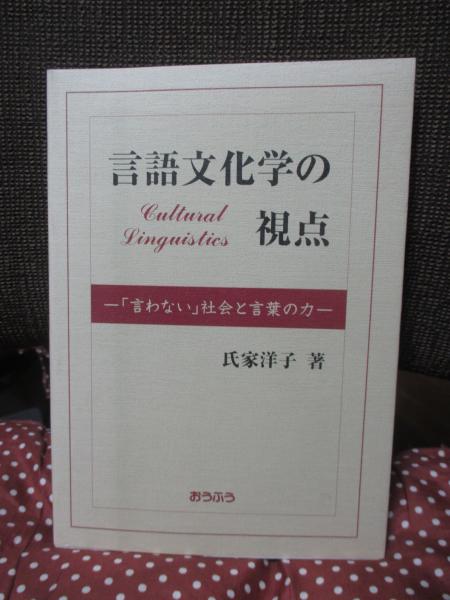 言語文化学の
Cultural
Linguistics
視点
―「言わない」社会と言葉の力―
氏家洋子 著
おうふう